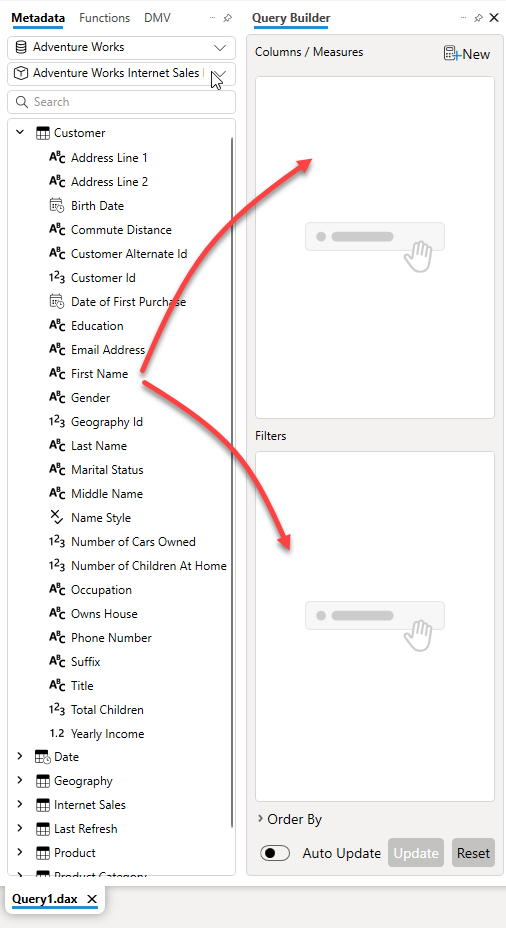 Metadata Functions DMV
Adventure Works
Adventure Works Internet Sales
Search
Customer
Address Line 1
Address Line 2
Birth Date
Commute Distance
Customer Alternate Id
Customer Id
Date of First Purchase
Education
Email Address
First Name
Gender
Geography Id
Last Name
Marital Status
Middle Name
Name Style
Number of Cars Owned
Number of Children At Home
Occupation
Owns House
Phone Number
Suffix
Title
Total Children
1.2 Yearly Income
Date
Geography
Internet Sales
Last Refresh
Product
Product Category
Query1.dax
Query Builder
Columns / Measures
New
Filters
Order By
Auto Update
Update
Reset